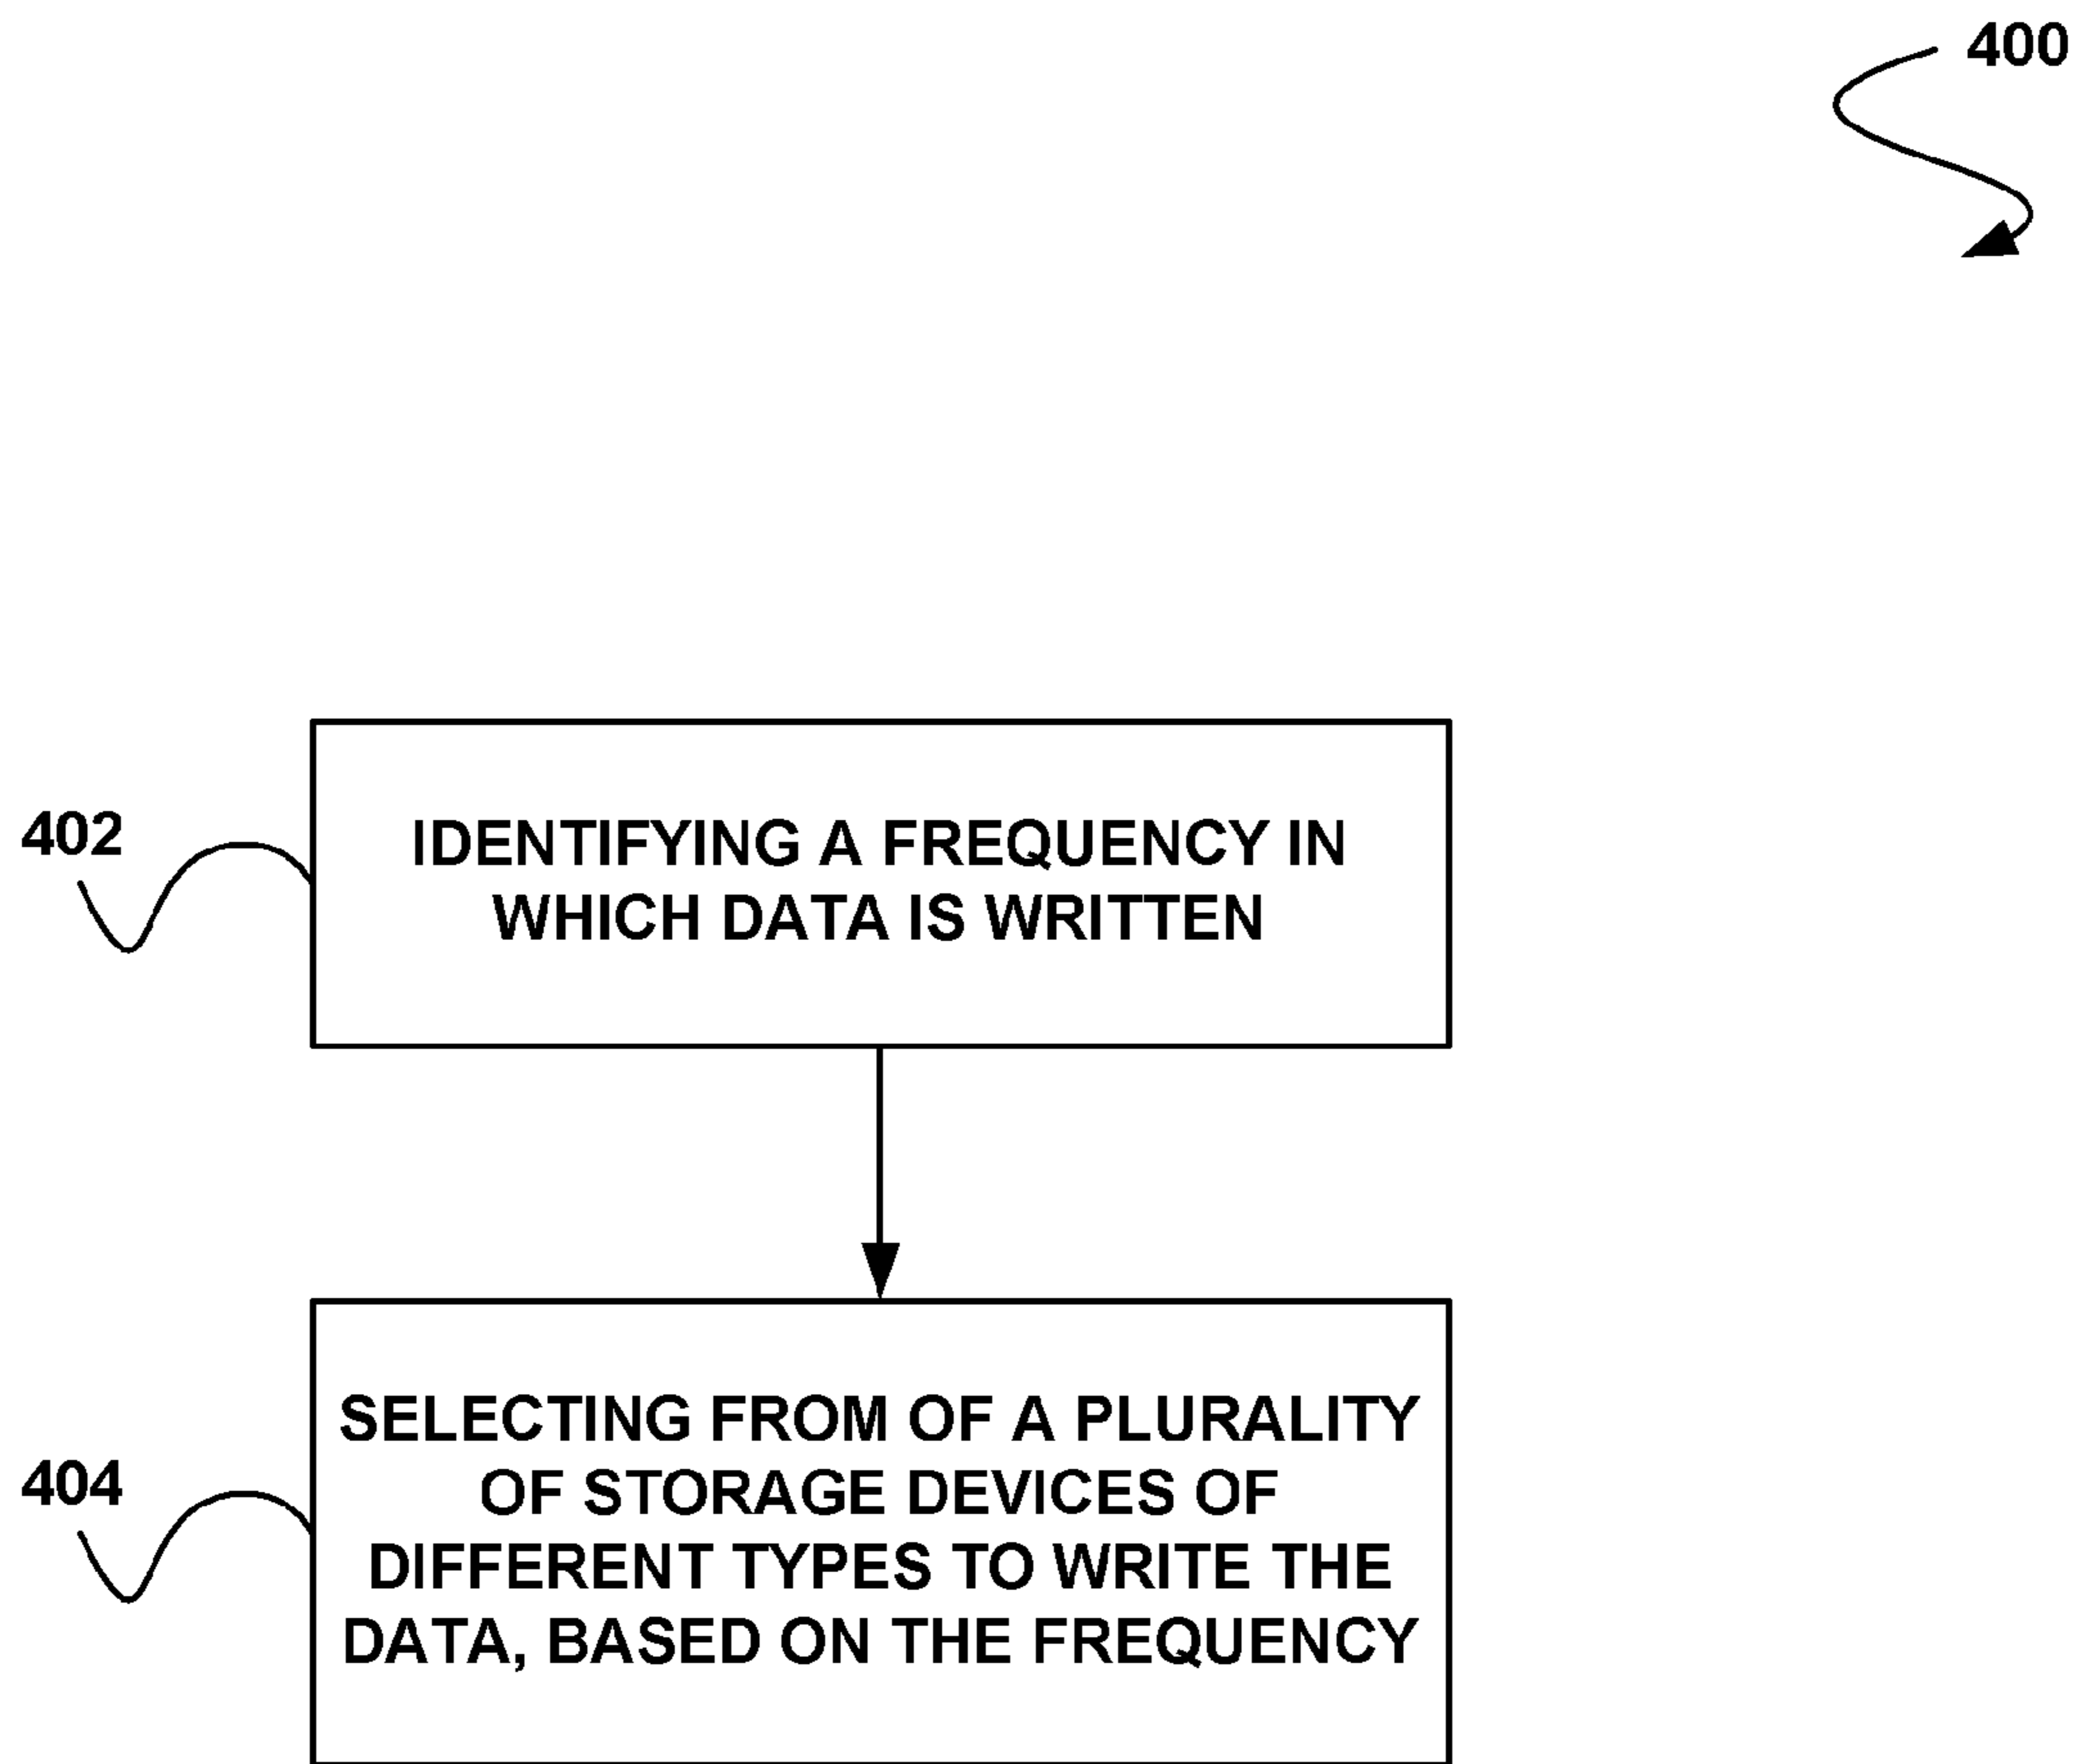 400
402
IDENTIFYING A FREQUENCY IN
WHICH DATA IS WRITTEN
404
SELECTING FROM OF A PLURALITY
OF STORAGE DEVICES OF
DIFFERENT TYPES TO WRITE THE
DATA, BASED ON THE FREQUENCY